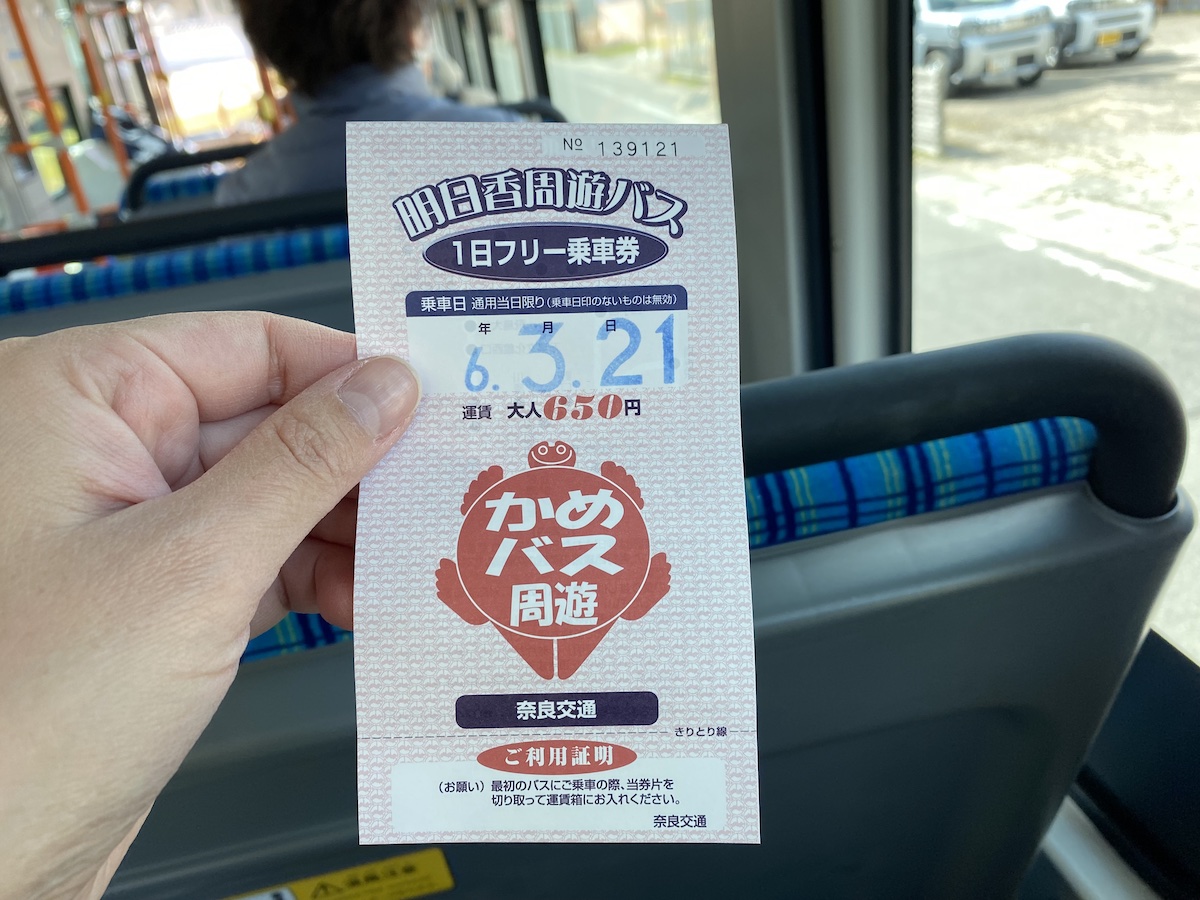 № 139121
明日香周遊バス
1日フリー乗車券
乗車日 通用当日限り(乗車日印のないものは無効)
年 月 日
6. 3. 21
運賃 大人650円
かめ
バス
周遊
奈良交通
きりとり線
ご利用証明
(お願い) 最初のバスにご乗車の際、当券片を
切り取って運賃箱にお入れください。
奈良交通